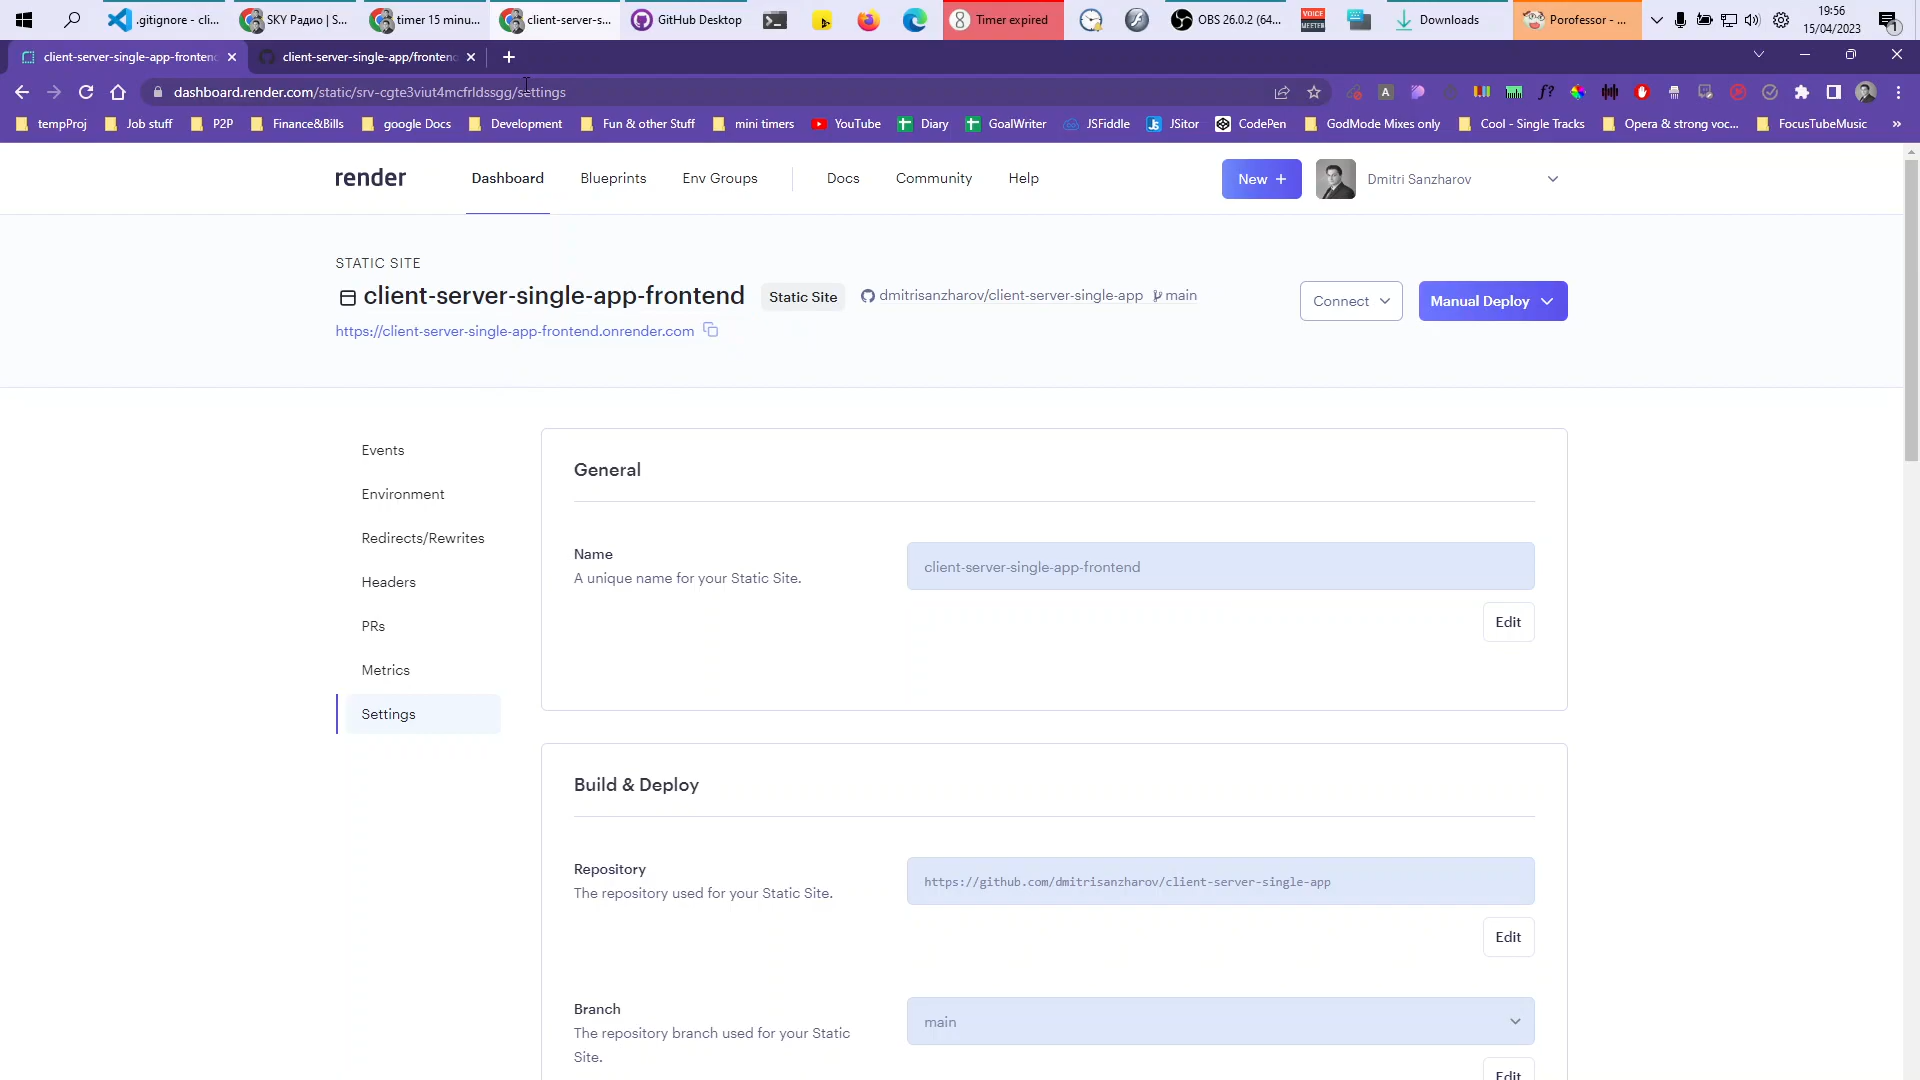 .gitignore - cli...
SKY Радио | S...
timer 15 minu...
client-server-s...
GitHub Desktop
Timer expired
OBS 26.0.2 (64...
VOICE
MEETER
Downloads
Porofessor - ...
19:56
15/04/2023
1
client-server-single-app-fronten
client-server-single-app/fronten
dashboard.render.com/static/srv-cgte3viut4mcfrldssgg/settings
tempProj
Job stuff
P2P
Finance&Bills
google Docs
Development
Fun & other Stuff
mini timers
YouTube
Diary
GoalWriter
JSFiddle
JSitor
CodePen
GodMode Mixes only
Cool - Single Tracks
Opera & strong voc...
FocusTubeMusic
»
render
Dashboard
Blueprints
Env Groups
Docs
Community
Help
New +
Dmitri Sanzharov
STATIC SITE
client-server-single-app-frontend
Static Site
dmitrisanzharov/client-server-single-app
main
Connect
Manual Deploy
https://client-server-single-app-frontend.onrender.com
Events
Environment
Redirects/Rewrites
Headers
PRs
Metrics
Settings
General
Name
A unique name for your Static Site.
client-server-single-app-frontend
Edit
Build & Deploy
Repository
The repository used for your Static Site.
https://github.com/dmitrisanzharov/client-server-single-app
Edit
Branch
The repository branch used for your Static
Site.
main
Edit